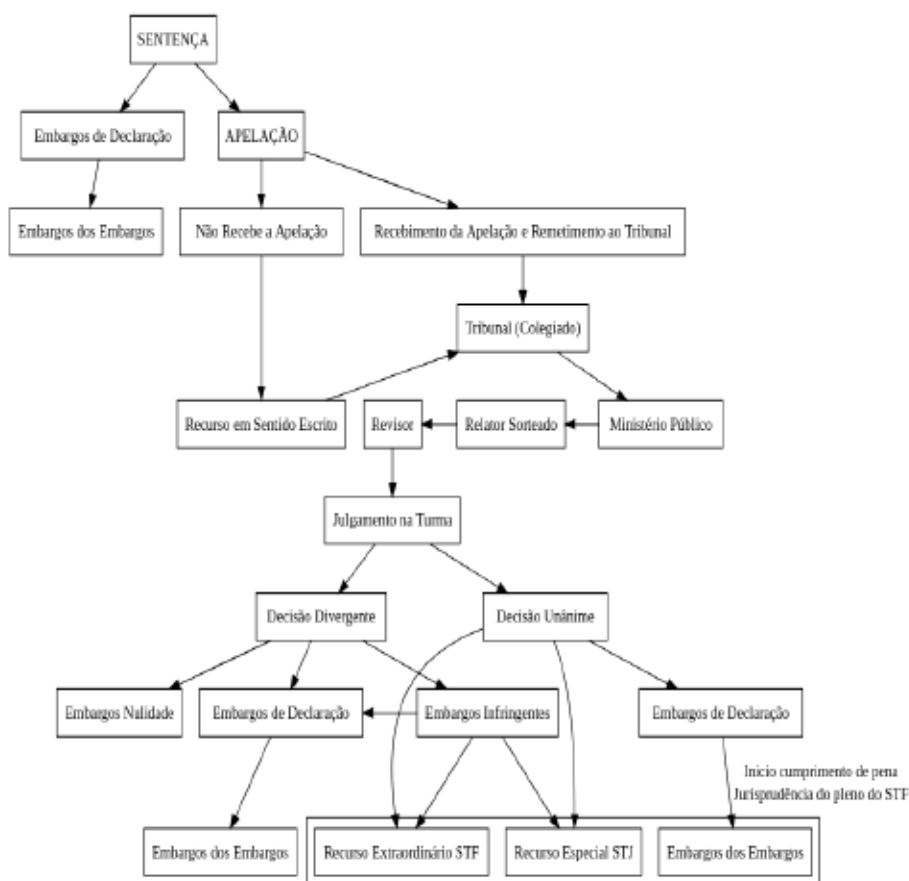 SENTENÇA
Embargos de Declaração
APELAÇÃO
Embargos dos Embargos
Não Recebe a Apelação
Recebimento da Apelação e Remetimento ao Tribunal
Tribunal (Colegiado)
Recurso em Sentido Escrito
Revisor
Relator Sorteado
Ministério Público
Julgamento na Turma
Decisão Divergente
Decisão Unânime
Embargos Nulidade
Embargos de Declaração
Embargos Infringentes
Embargos de Declaração
Inicio cumprimento de pena
Jurisprudência do pleno do STF
Embargos dos Embargos
Recurso Extraordinário STF
Recurso Especial STJ
Embargos dos Embargos